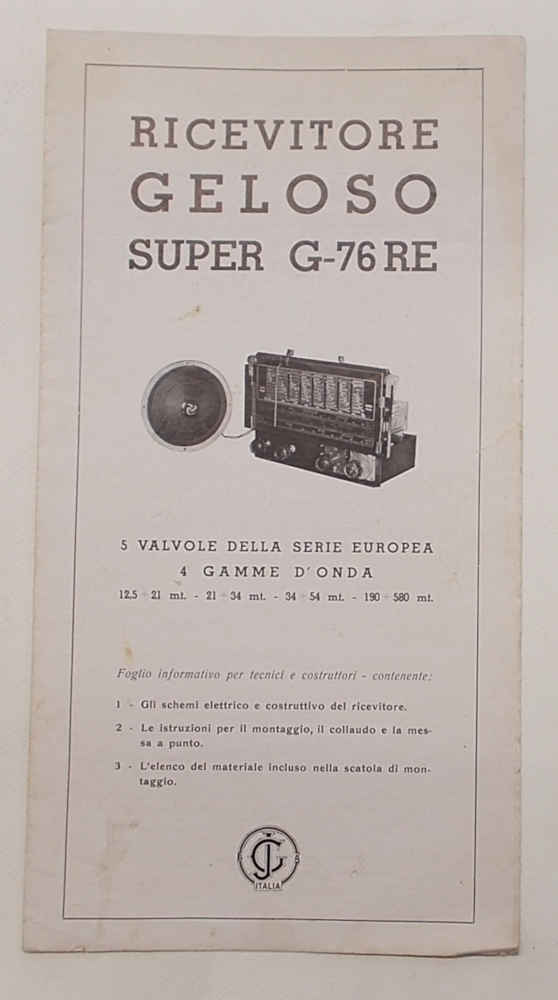 RICEVITORE
GELOSO
SUPER G-76RE
5 VALVOLE DELLA SERIE EUROPEA
4 GAMME D'ONDA
12,5 ÷ 21 mt. - 21 ÷ 34 mt. - 34 ÷ 54 mt. - 190 ÷ 580 mt.
Foglio informativo per tecnici e costruttori - contenente:
1 - Gli schemi elettrico e costruttivo del ricevitore.
2 - Le istruzioni per il montaggio, il collaudo e la mes-
sa a punto.
3 - L'elenco del materiale incluso nella scatola di mon-
taggio.
JG
ITALIA